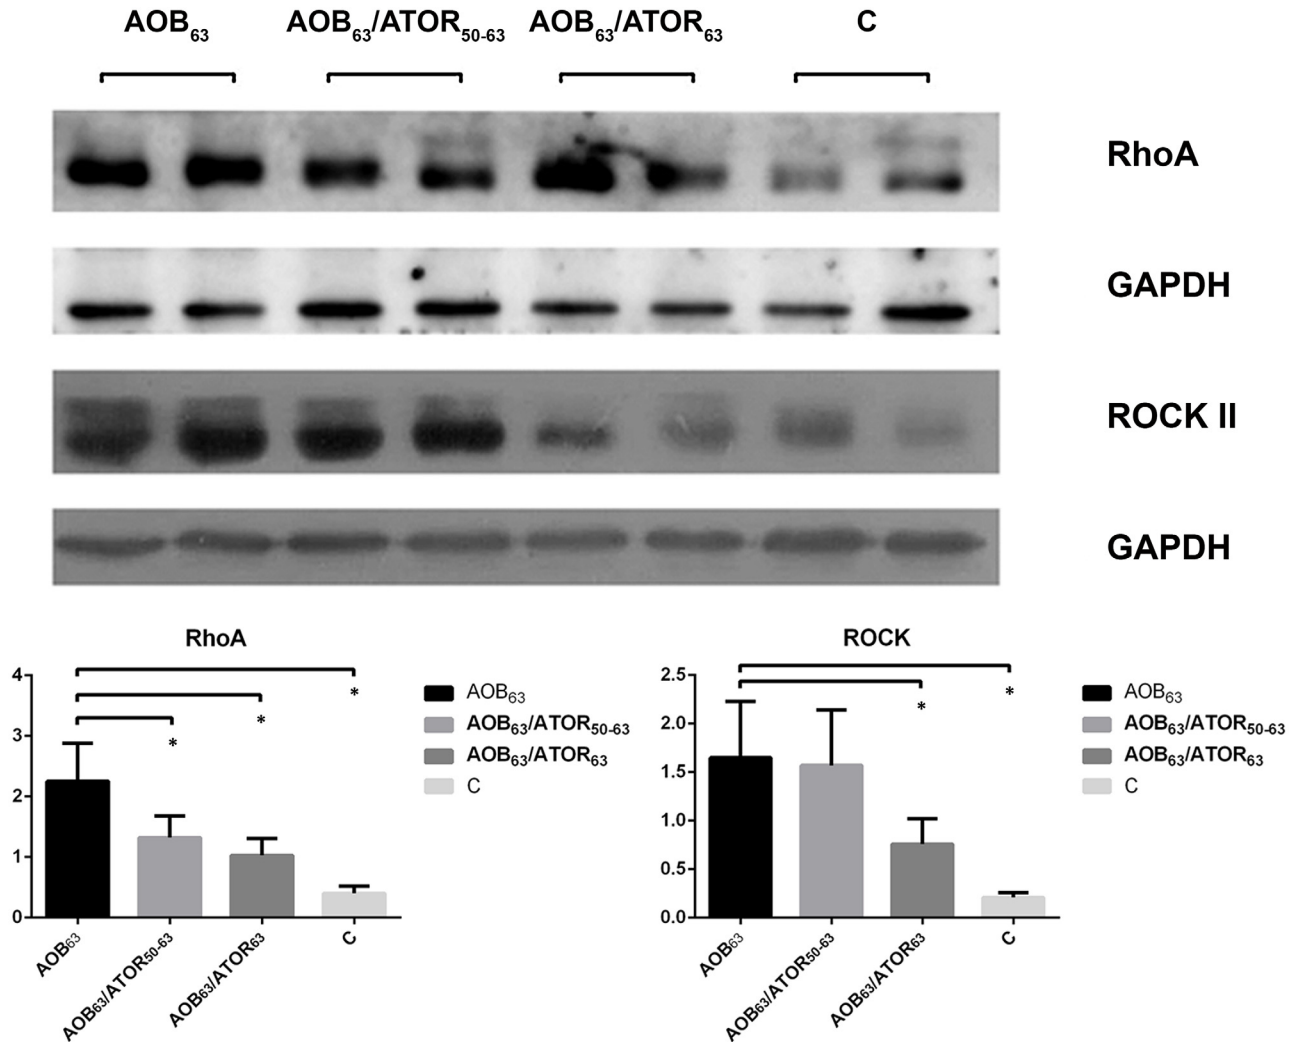 AOB63 AOB63/ATOR50-63 AOB63/ATOR63 C
RhoA
GAPDH
ROCK II
GAPDH
RhoA
4
3
2
1
0
*
*
*
AOB63
AOB63/ATOR50-63
AOB63/ATOR63
C
AOB63
AOB63/ATOR50-63
AOB63/ATOR63
C
ROCK
2.5
2.0
1.5
1.0
0.5
0.0
*
*
AOB63
AOB63/ATOR50-63
AOB63/ATOR63
C
AOB63
AOB63/ATOR50-63
AOB63/ATOR63
C